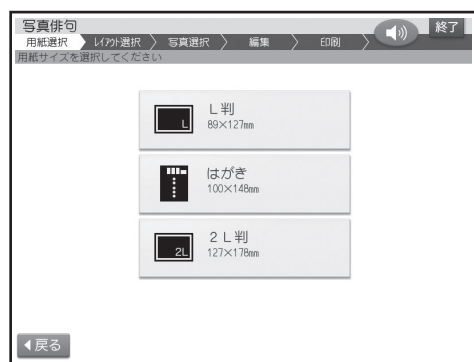 写真俳句
終了
用紙選択 レイアウト選択 写真選択 編集 印刷
用紙サイズを選択してください
L
L判
89×127mm
はがき
100×148mm
2L
2L判
127×178mm
戻る